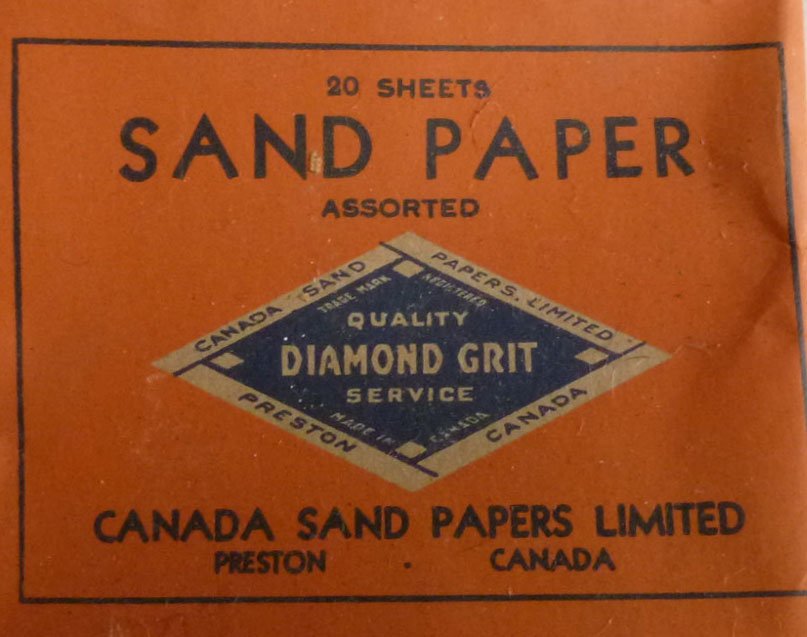 20 SHEETS
SAND PAPER
ASSORTED
CANADA SAND PAPERS, LIMITED
TRADE MARK REGISTERED
QUALITY
DIAMOND GRIT
SERVICE
MADE IN CANADA
PRESTON CANADA
CANADA SAND PAPERS LIMITED
PRESTON . CANADA